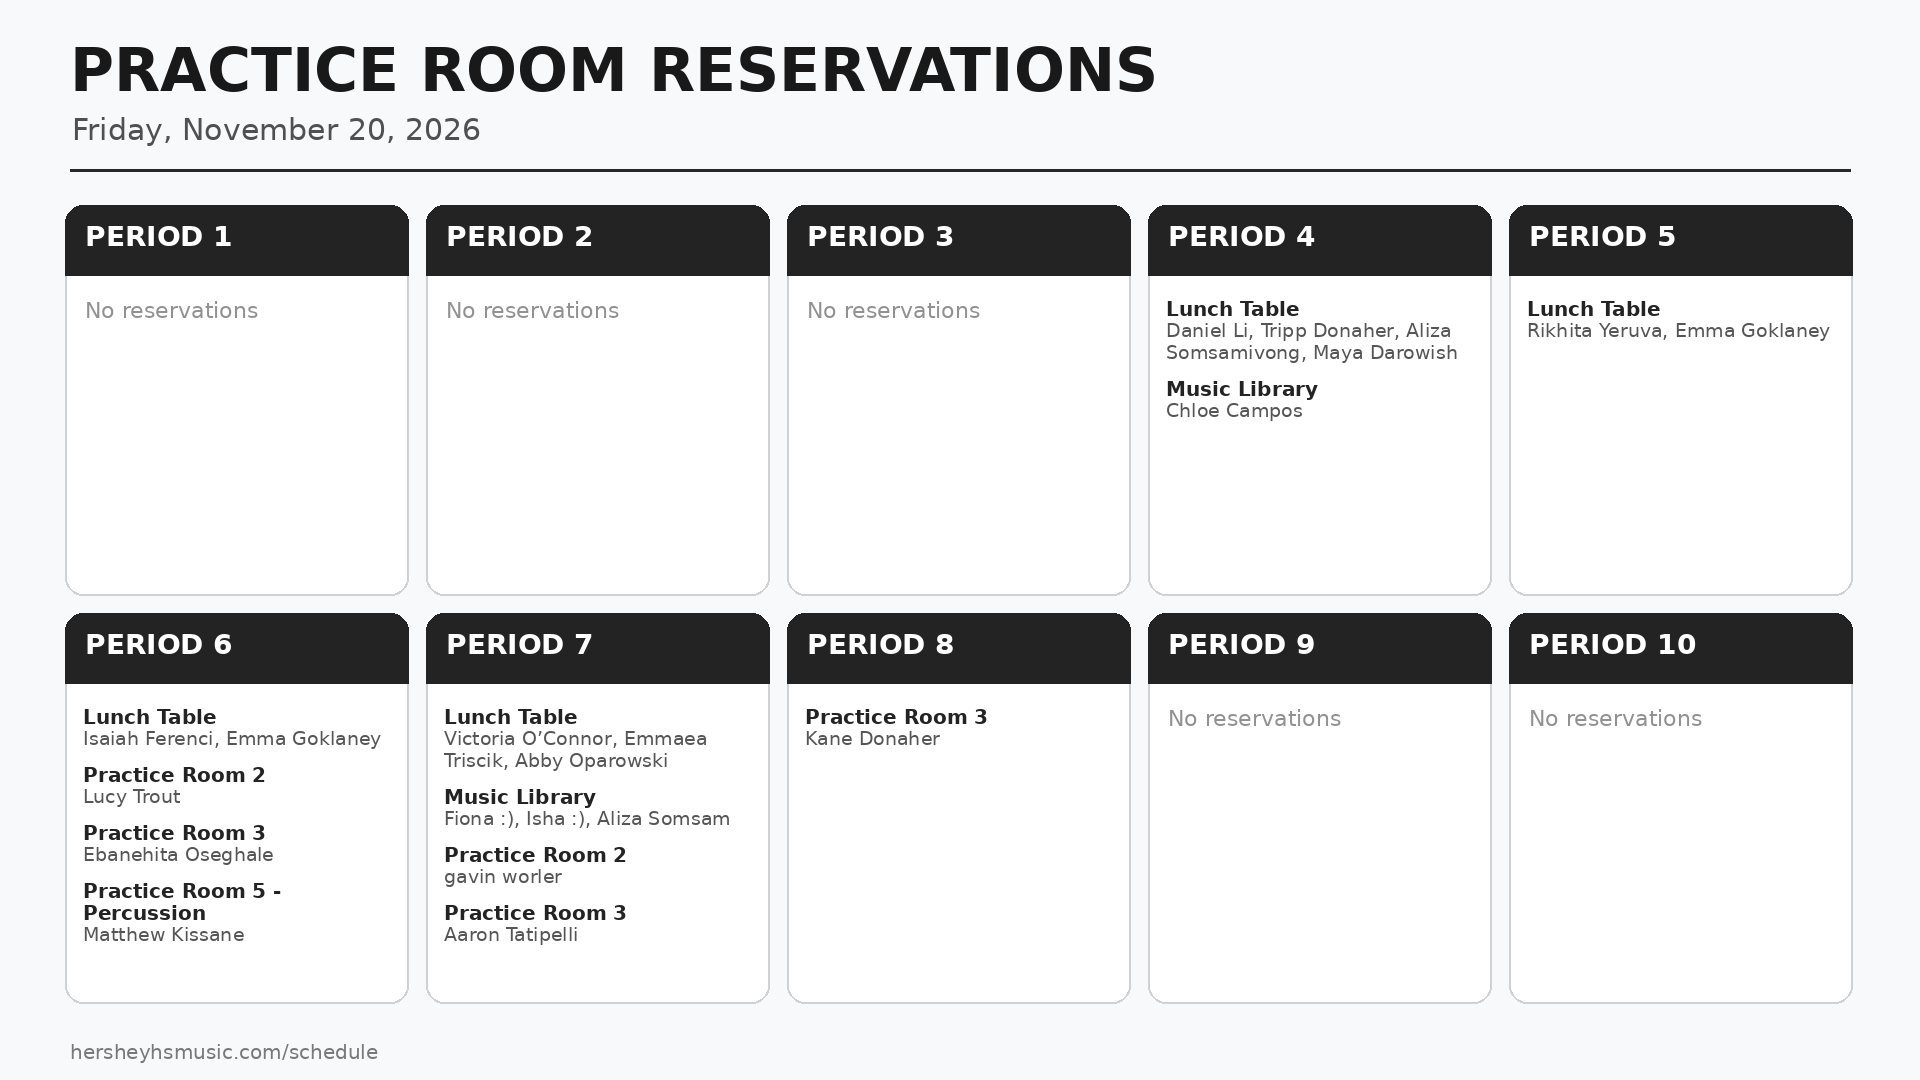 PRACTICE ROOM RESERVATIONS
Friday, November 20, 2026
PERIOD 1
No reservations
PERIOD 2
No reservations
PERIOD 3
No reservations
PERIOD 4
Lunch Table
Daniel Li, Tripp Donaher, Aliza
Somsamivong, Maya Darowish
Music Library
Chloe Campos
PERIOD 5
Lunch Table
Rikhita Yeruva, Emma Goklaney
PERIOD 6
Lunch Table
Isaiah Ferenci, Emma Goklaney
Practice Room 2
Lucy Trout
Practice Room 3
Ebanehita Oseghale
Practice Room 5 -
Percussion
Matthew Kissane
PERIOD 7
Lunch Table
Victoria O’Connor, Emmaea
Triscik, Abby Oparowski
Music Library
Fiona :), Isha :), Aliza Somsam
Practice Room 2
gavin worler
Practice Room 3
Aaron Tatipelli
PERIOD 8
Practice Room 3
Kane Donaher
PERIOD 9
No reservations
PERIOD 10
No reservations
hersheyhsmusic.com/schedule